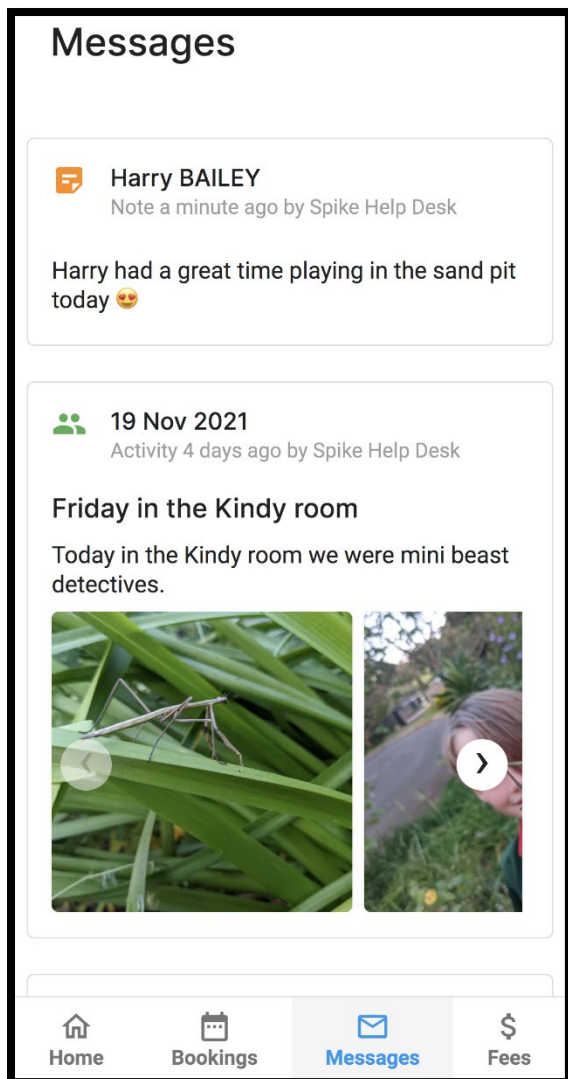 Messages
Harry BAILEY
Note a minute ago by Spike Help Desk
Harry had a great time playing in the sand pit
today 😍
19 Nov 2021
Activity 4 days ago by Spike Help Desk
Friday in the Kindy room
Today in the Kindy room we were mini beast
detectives.
Home Bookings Messages Fees